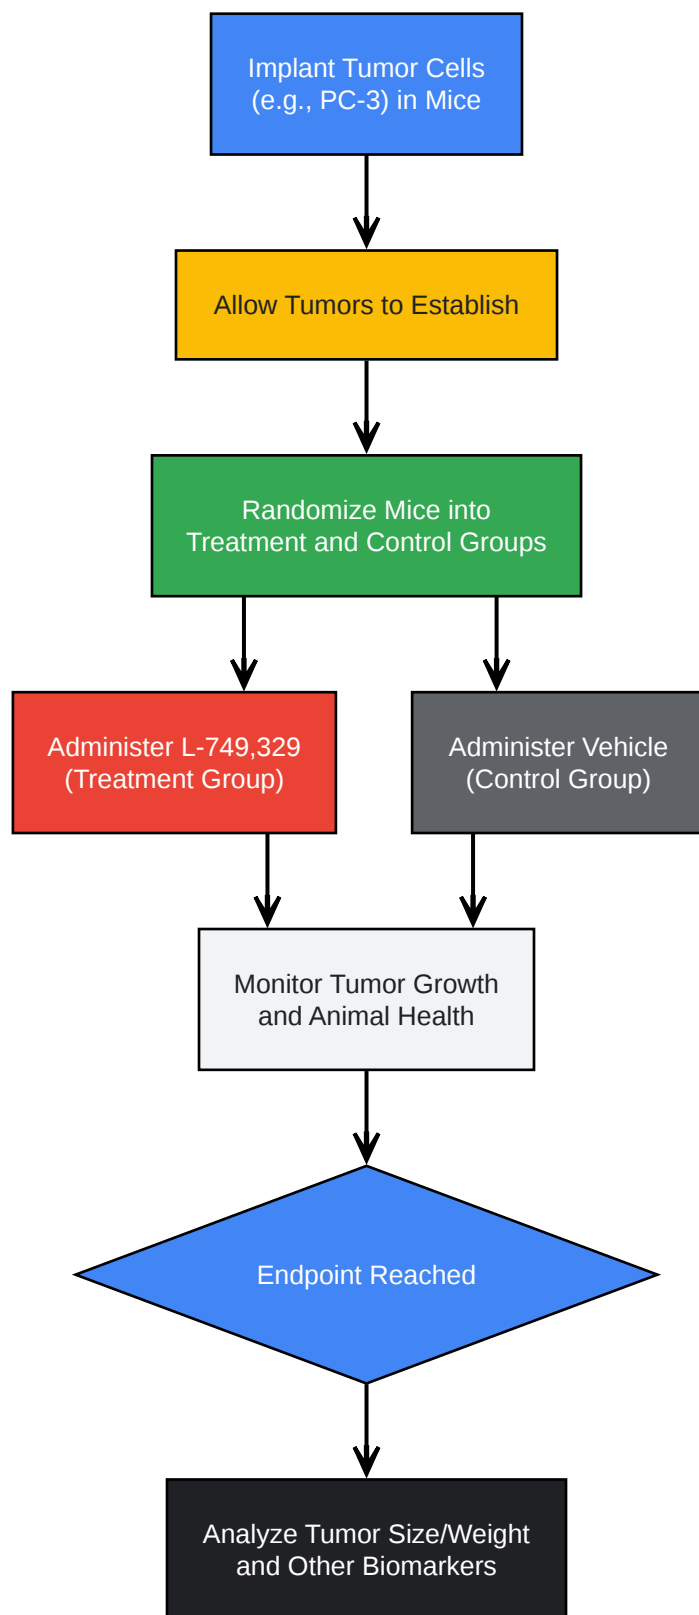 Implant Tumor Cells
(e.g., PC-3) in Mice
Allow Tumors to Establish
Randomize Mice into
Treatment and Control Groups
Administer L-749,329
(Treatment Group)
Administer Vehicle
(Control Group)
Monitor Tumor Growth
and Animal Health
Endpoint Reached
Analyze Tumor Size/Weight
and Other Biomarkers